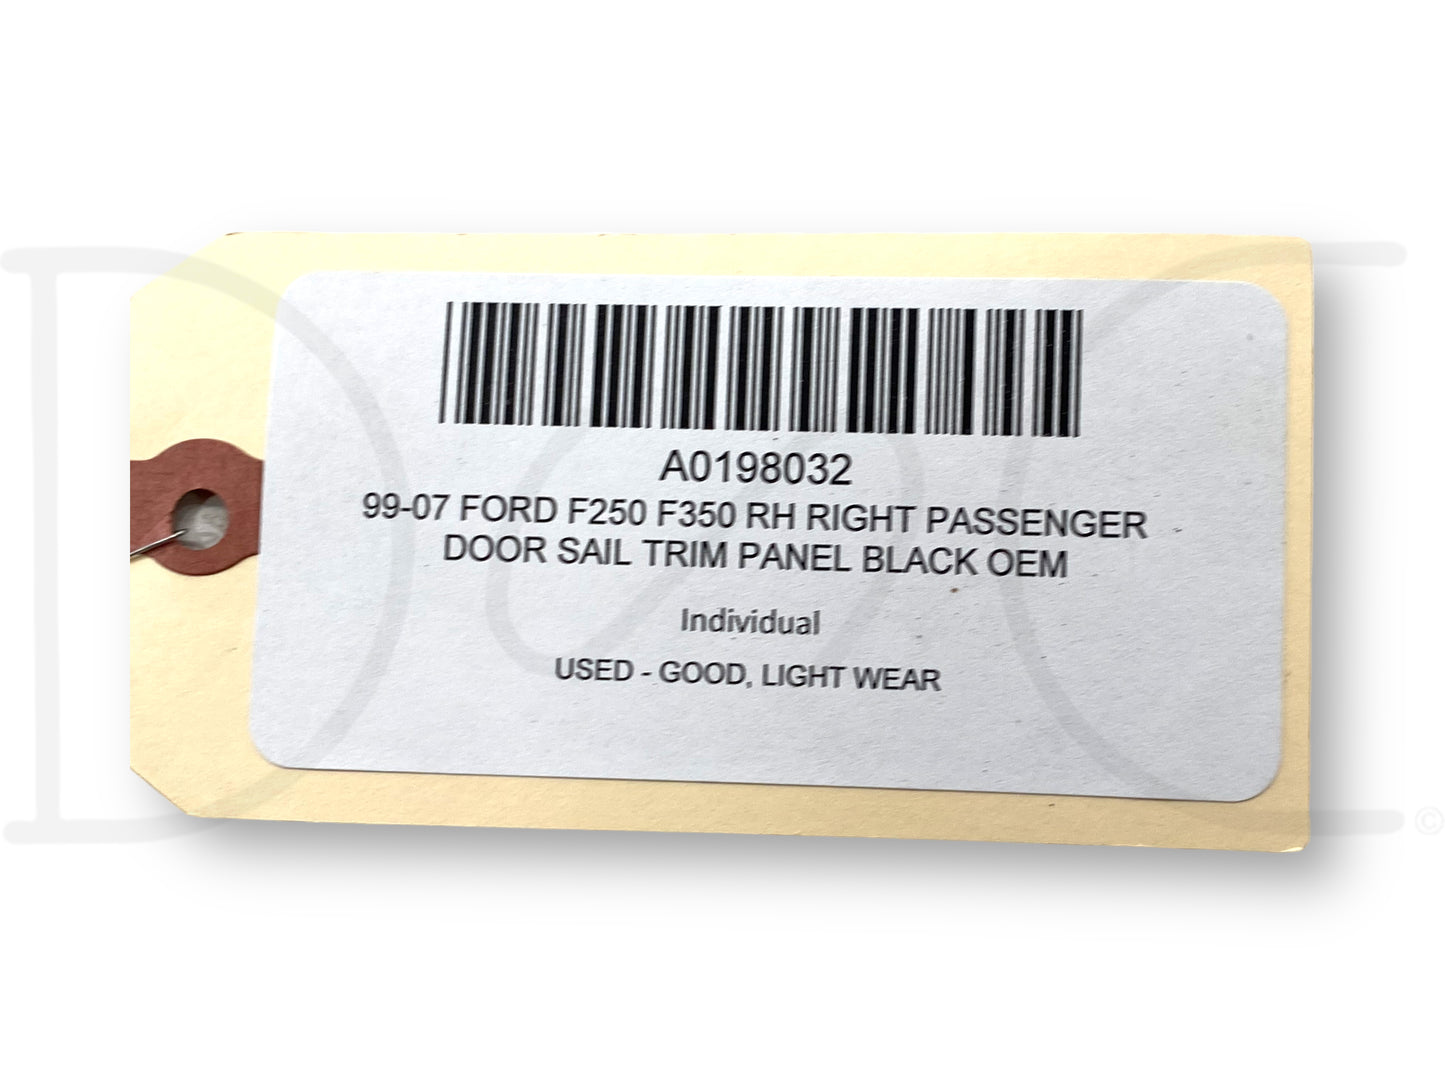 A0198032
99-07 FORD F250 F350 RH RIGHT PASSENGER
DOOR SAIL TRIM PANEL BLACK OEM
Individual
USED - GOOD, LIGHT WEAR
©